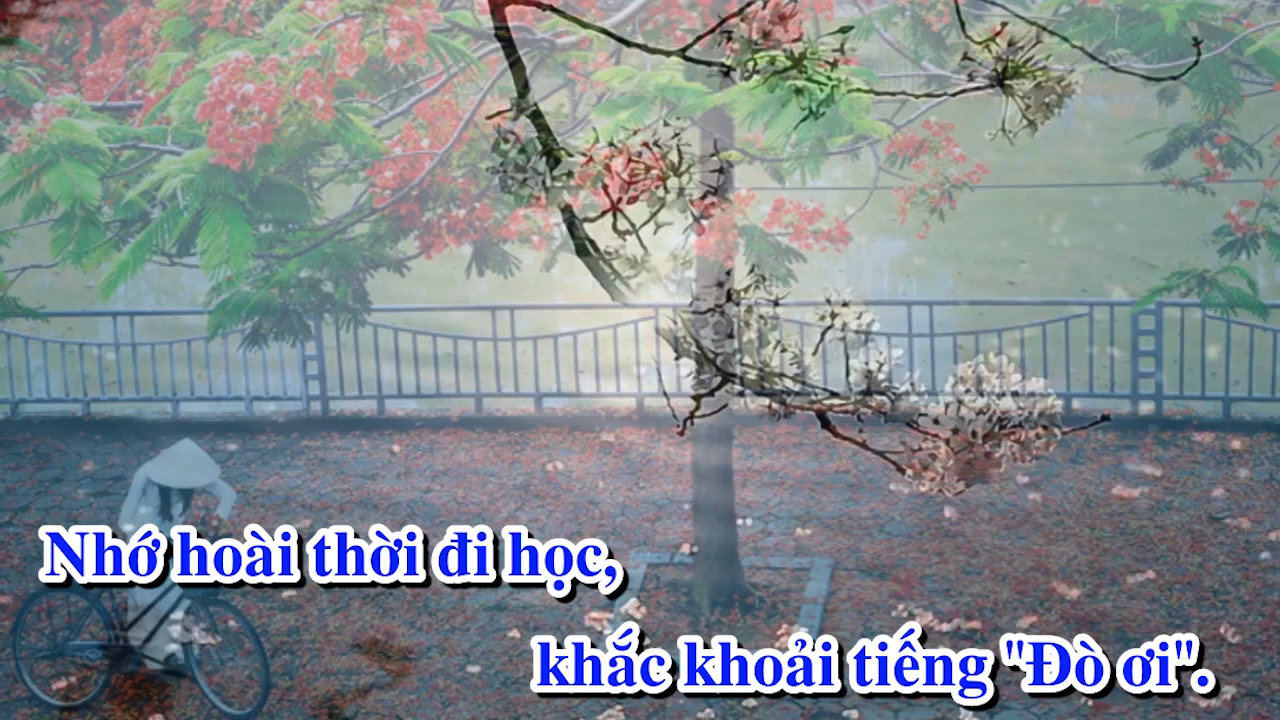 Nhớ hoài thời đi học,
khắc khoải tiếng "Đò ơi".